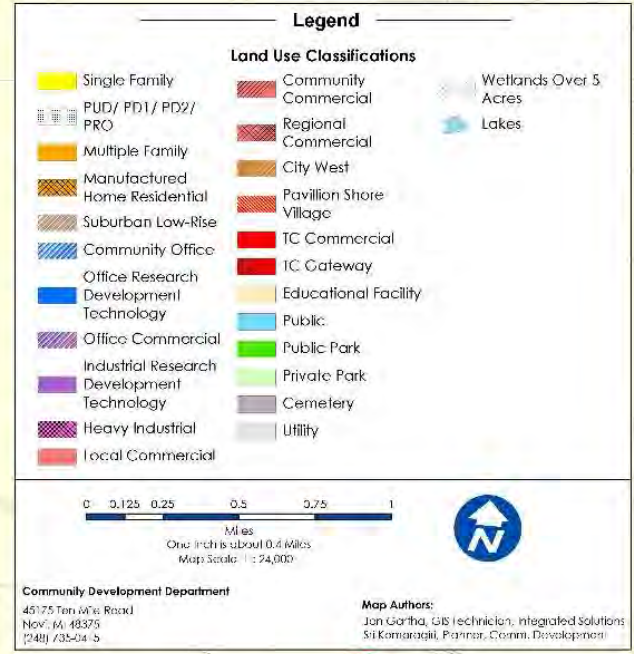 Legend
Land Use Classifications
Single Family
PUD/ PD1/ PD2/
PRO
Multiple Family
Manufactured
Home Residential
Suburban Low-Rise
Community Office
Office Research
Development
Technology
Office Commercial
Industrial Research
Development
Technology
Heavy Industrial
Local Commercial
Community
Commercial
Regional
Commercial
City West
Pavillion Shore
Village
TC Commercial
TC Gateway
Educational Facility
Public
Public Park
Private Park
Cemetery
Utility
Wetlands Over 5
Acres
Lakes
0 0.125 0.25 0.5 0.75 1
Miles
One Inch is about 0.4 Miles
Map Scale 1 : 24,000
N
Community Development Department
45175 Ten Mile Road
Novi, MI 48375
(248)
Map Authors:
Jon Gartha, GIS Technician, Integrated Solutions
Sri Komaragiri, Planner, Comm. Development